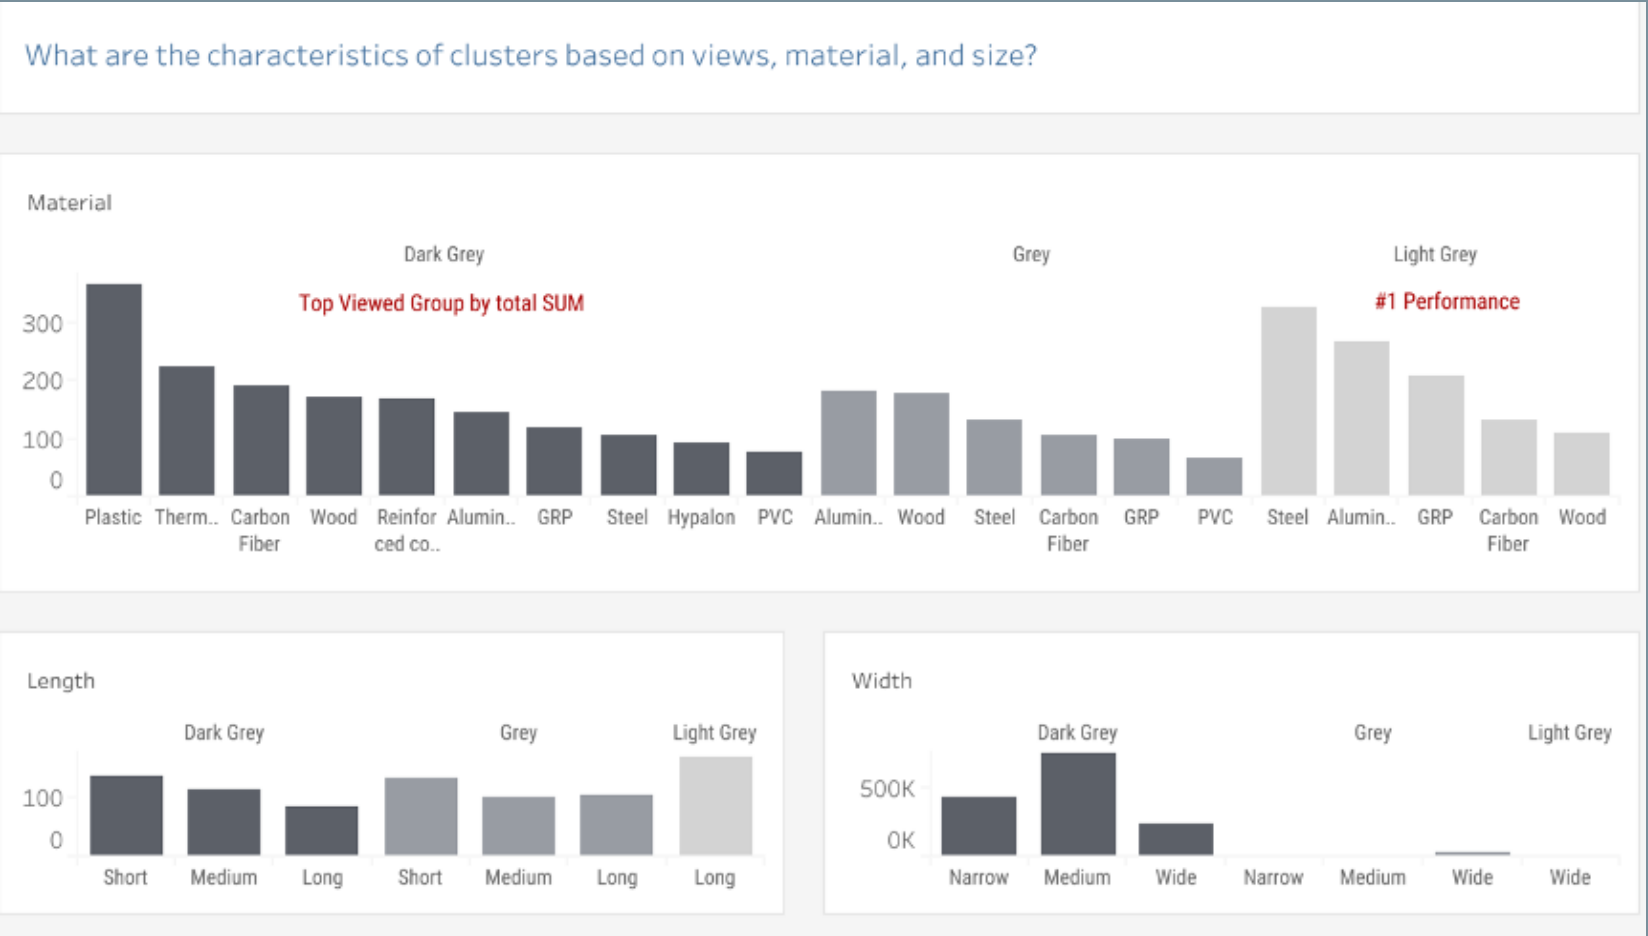 What are the characteristics of clusters based on views, material, and size?
Material
Dark Grey Grey Light Grey
Top Viewed Group by total SUM #1 Performance
300
200
100
0
Plastic Therm.. Carbon Wood Reinfor Alumin.. GRP Steel Hypalon PVC Alumin.. Wood Steel Carbon GRP PVC Steel Alumin.. GRP Carbon Wood
Fiber ced co.. Fiber Fiber
Length
Dark Grey Grey Light Grey
100
0
Short Medium Long Short Medium Long Long
Width
Dark Grey Grey Light Grey
500K
0K
Narrow Medium Wide Narrow Medium Wide Wide